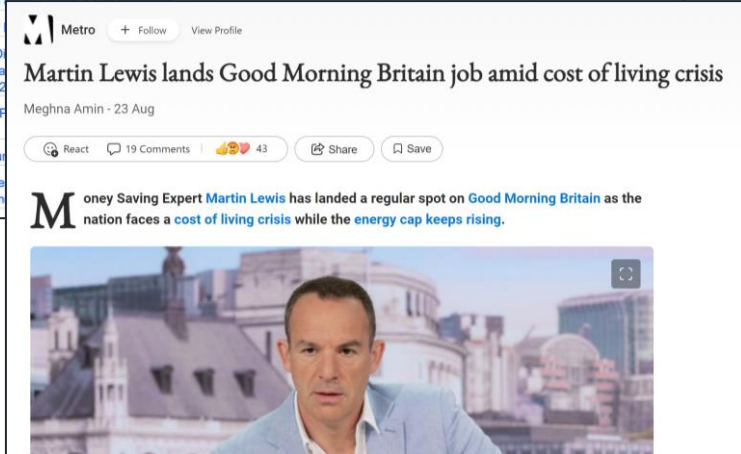 Metro + Follow View Profile
Martin Lewis lands Good Morning Britain job amid cost of living crisis
Meghna Amin - 23 Aug
React 19 Comments 43 Share Save
Money Saving Expert Martin Lewis has landed a regular spot on Good Morning Britain as the
nation faces a cost of living crisis while the energy cap keeps rising.